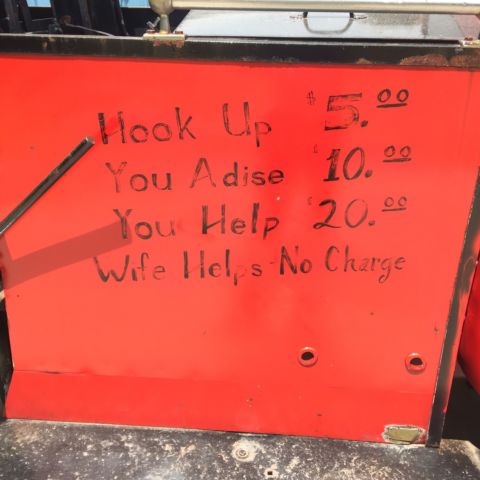 Hook Up $5.00
You Adise $10.00
You Help $20.00
Wife Helps-No Charge